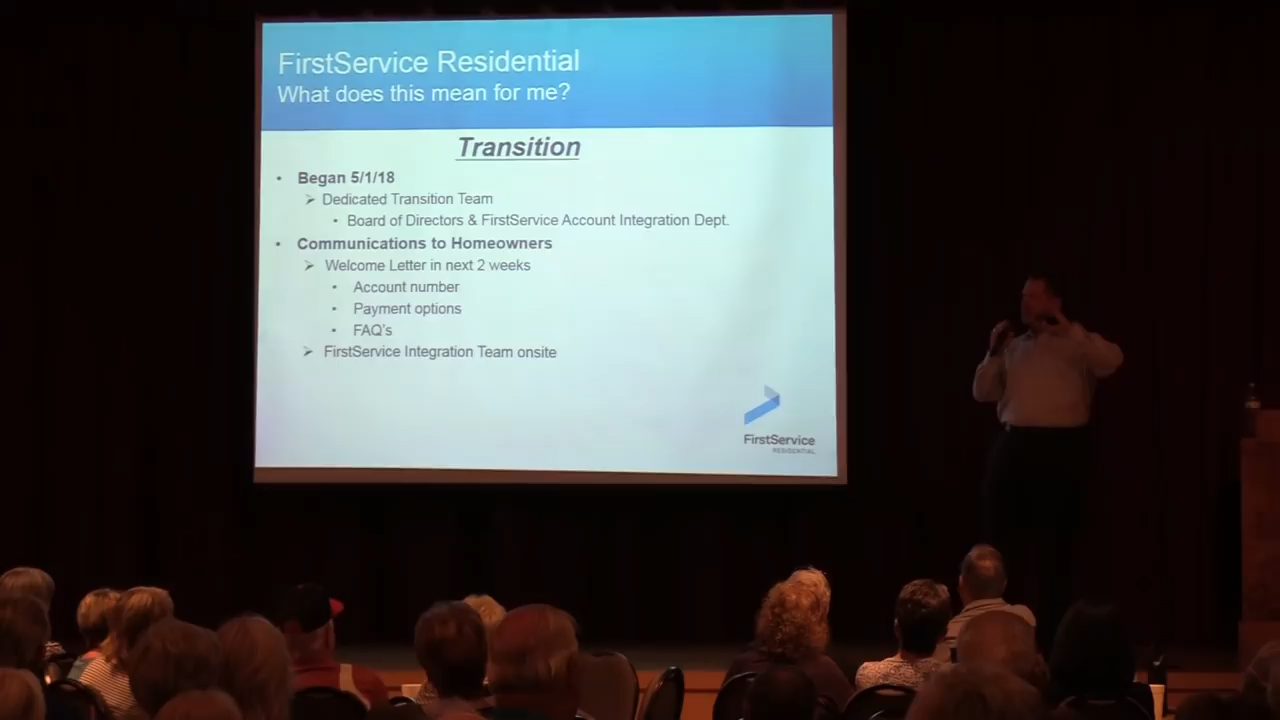 FirstService Residential
What does this mean for me?
Transition
• Began 5/1/18
➢ Dedicated Transition Team
• Board of Directors & FirstService Account Integration Dept.
• Communications to Homeowners
➢ Welcome Letter in next 2 weeks
• Account number
• Payment options
• FAQ's
➢ FirstService Integration Team onsite
FirstService
RESIDENTIAL